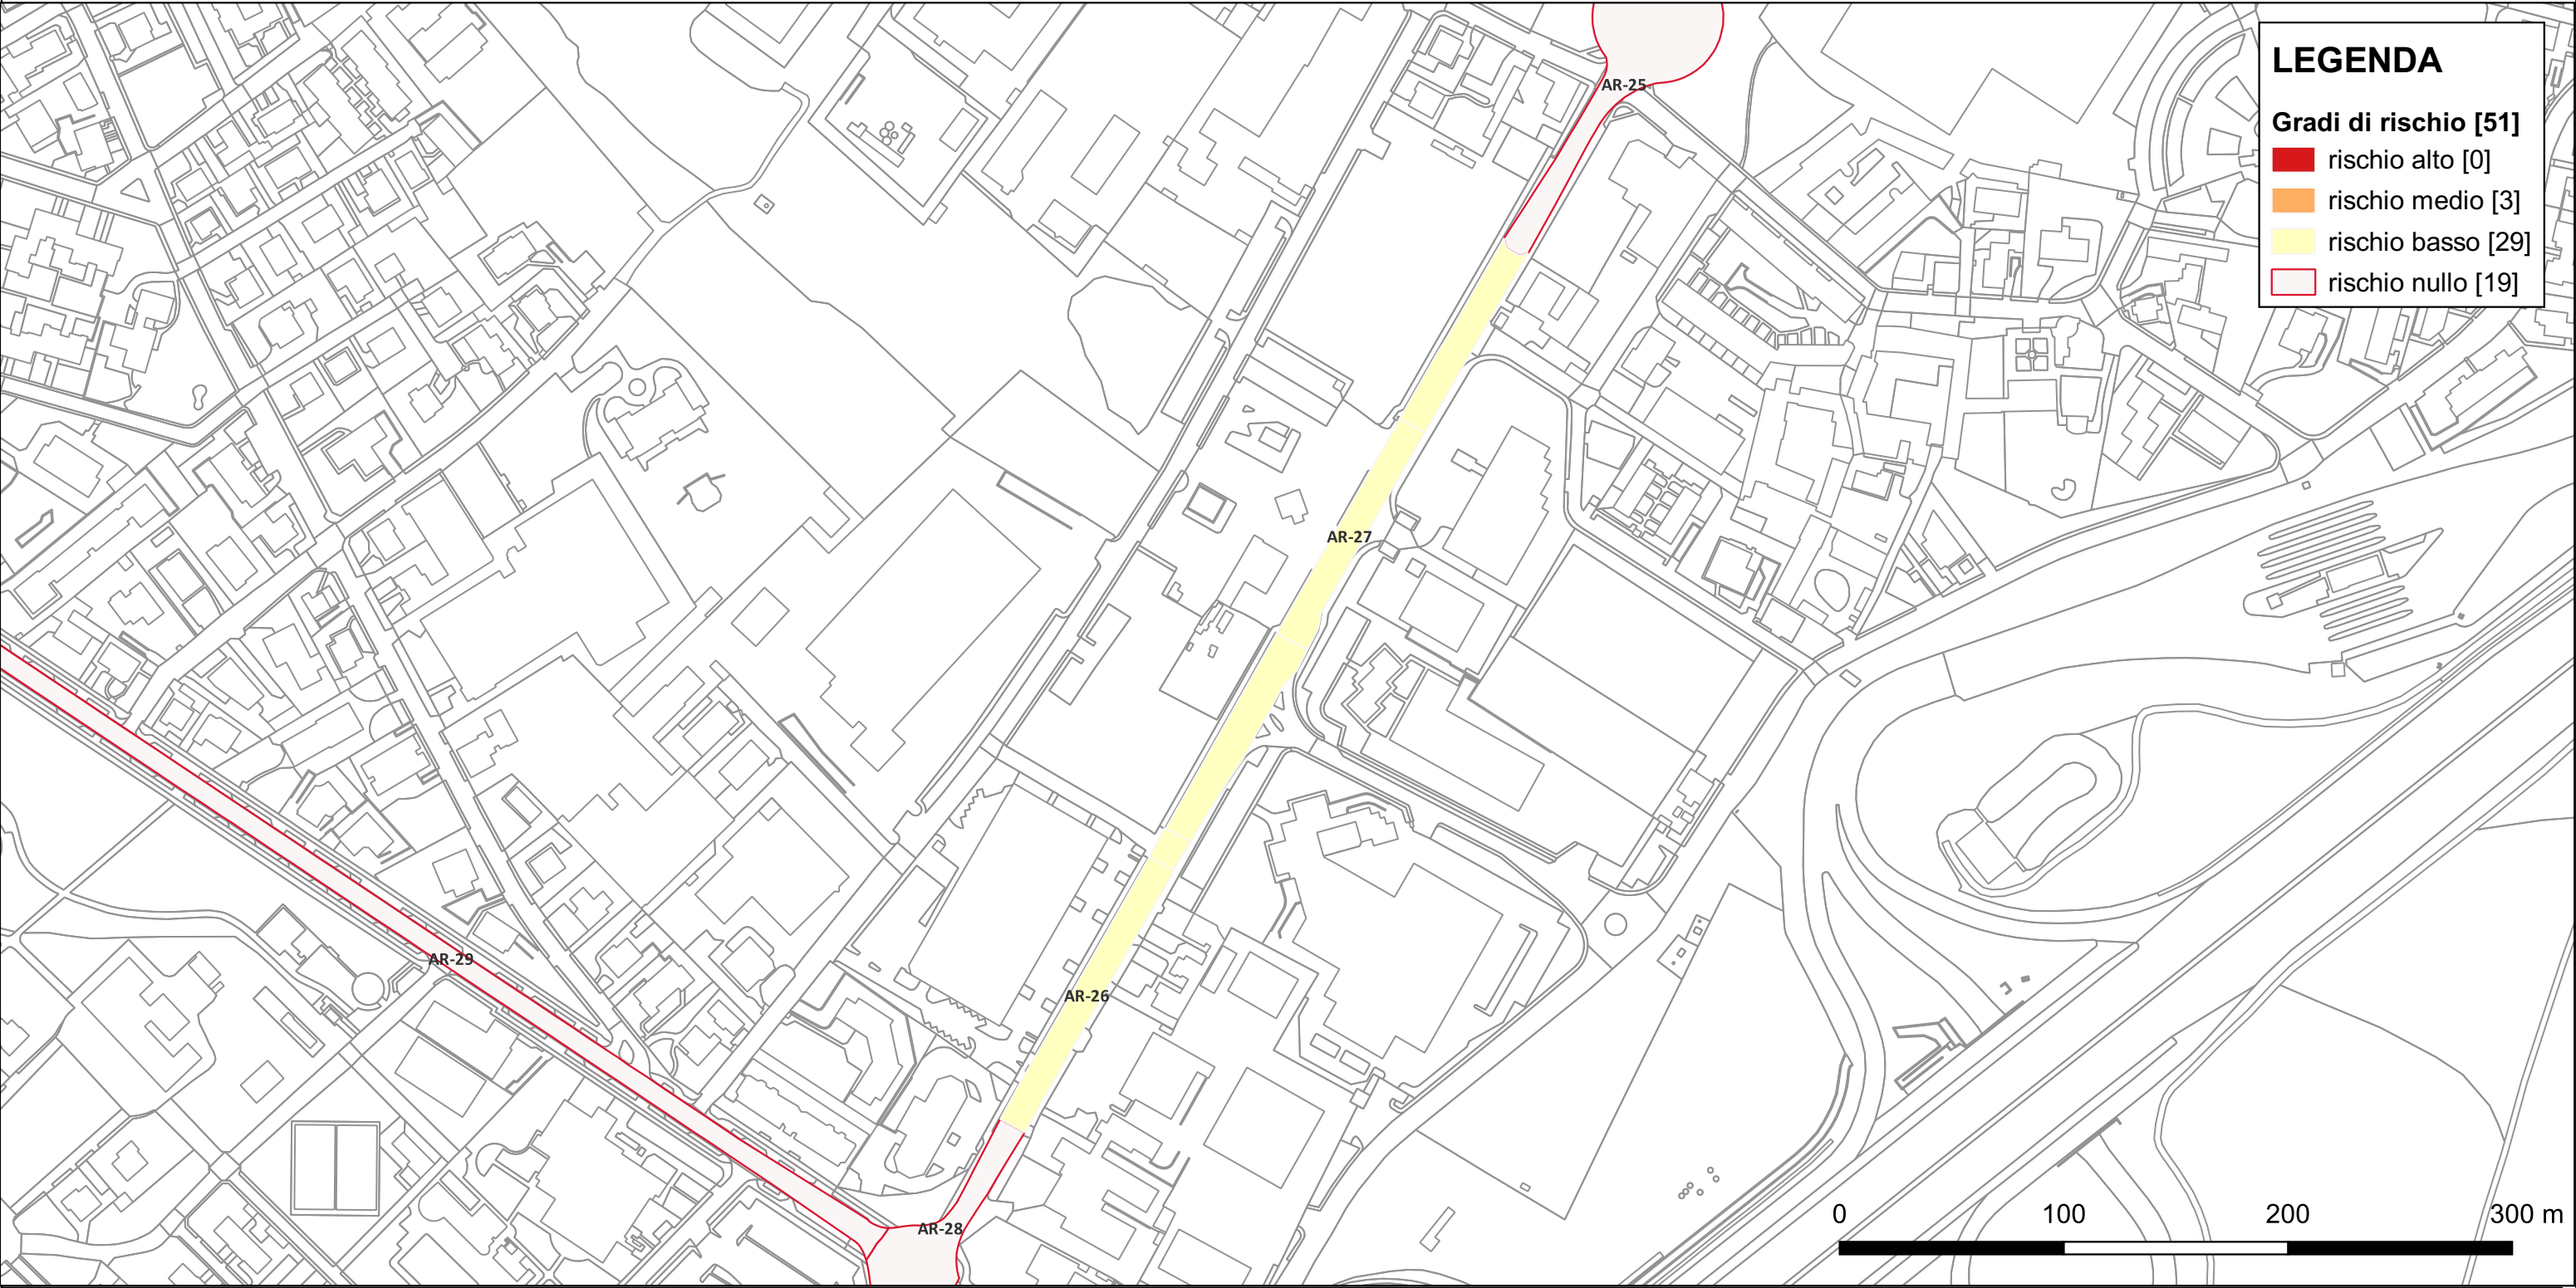 LEGENDA
Gradi di rischio [51]
rischio alto [0]
rischio medio [3]
rischio basso [29]
rischio nullo [19]
AR-25
AR-27
AR-29
AR-26
AR-28
0 100 200 300 m